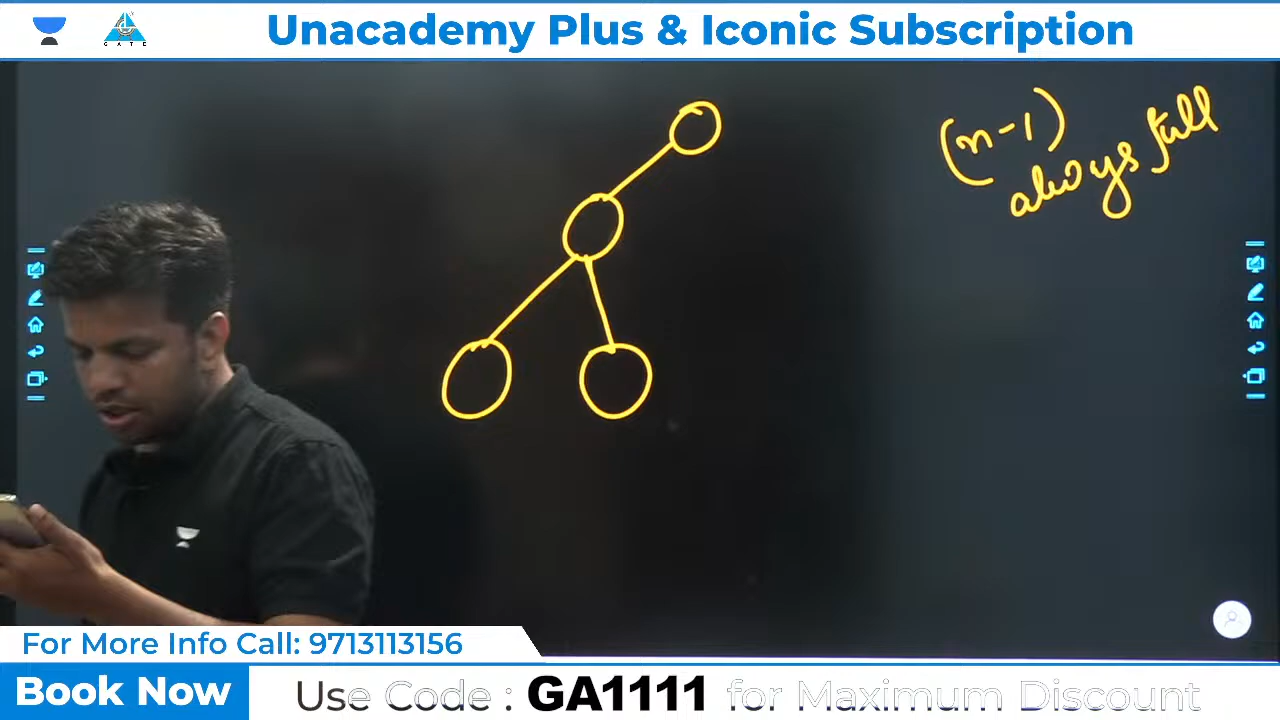 Unacademy Plus & Iconic Subscription
GATE
(n-1)
always full
For More Info Call: 9713113156
Book Now
Use Code : GA1111 for Maximum Discount